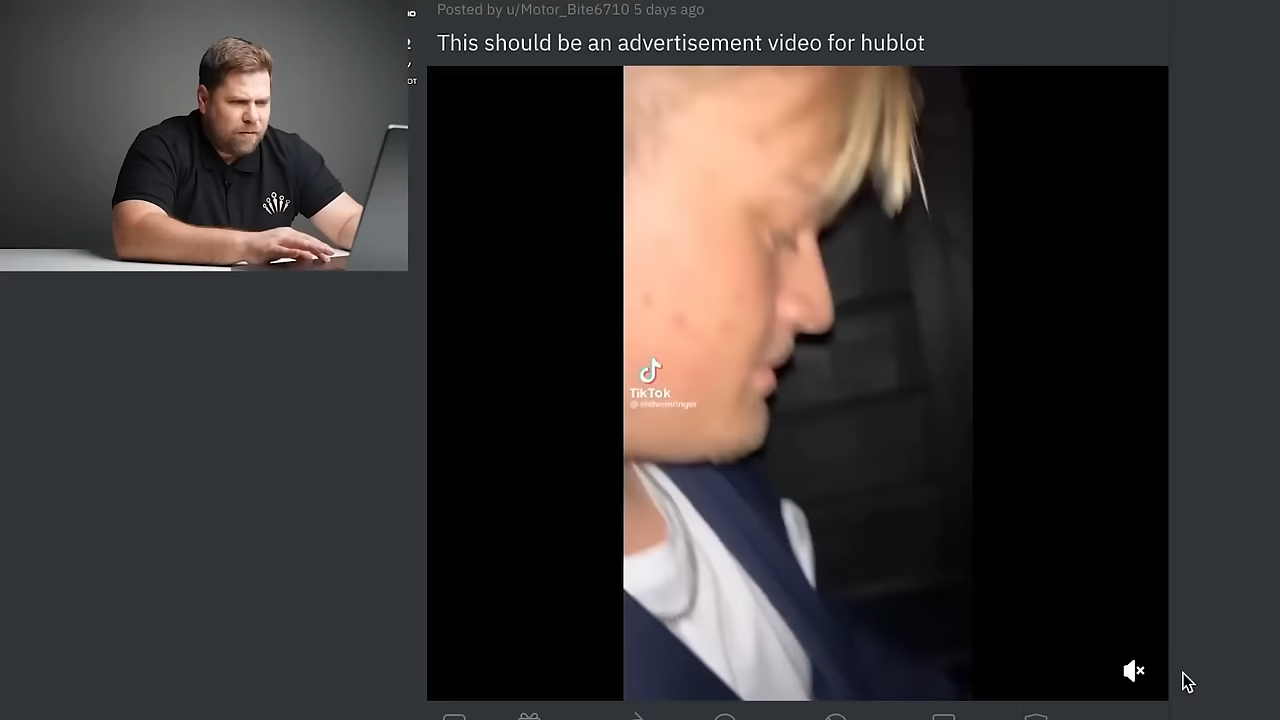 Posted by u/Motor_Bite6710 5 days ago
This should be an advertisement video for hublot
TikTok